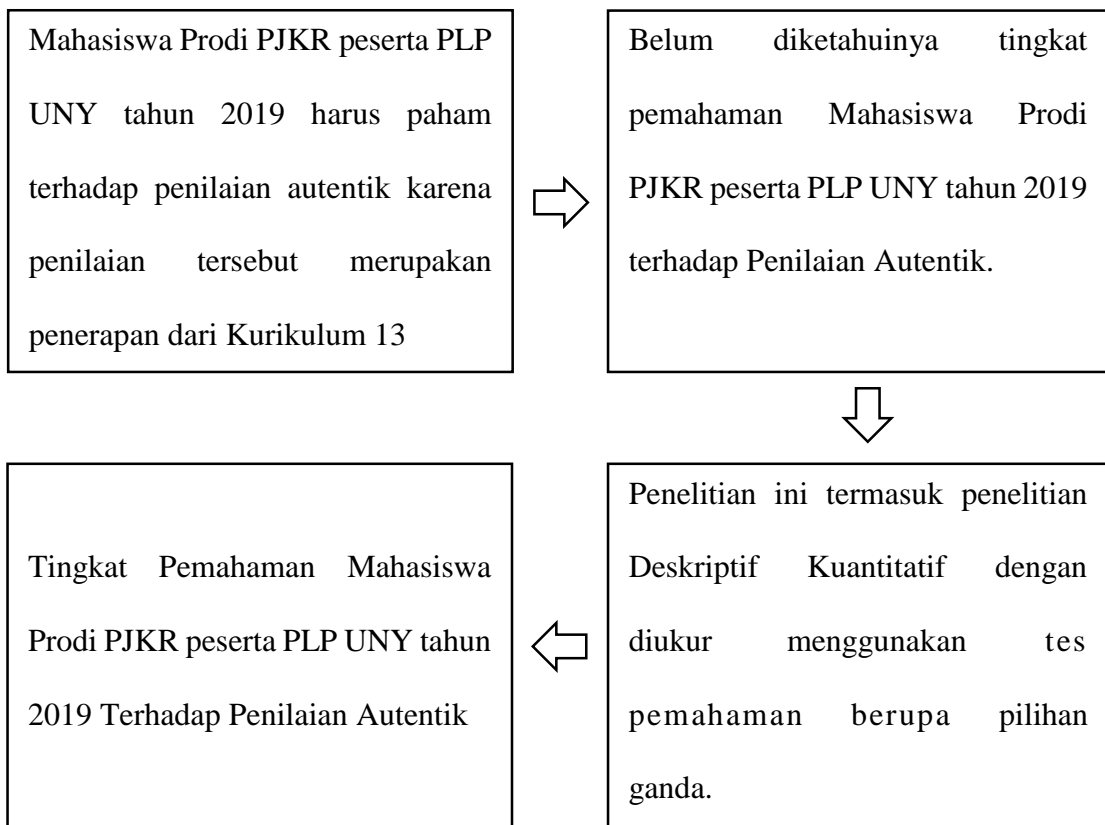 Mahasiswa Prodi PJKR peserta PLP
UNY tahun 2019 harus paham
terhadap penilaian autentik karena
penilaian tersebut merupakan
penerapan dari Kurikulum 13
Belum diketahuinya tingkat
pemahaman Mahasiswa Prodi
PJKR peserta PLP UNY tahun 2019
terhadap Penilaian Autentik.
Penelitian ini termasuk penelitian
Deskriptif Kuantitatif dengan
diukur menggunakan tes
pemahaman berupa pilihan
ganda.
Tingkat Pemahaman Mahasiswa
Prodi PJKR peserta PLP UNY tahun
2019 Terhadap Penilaian Autentik